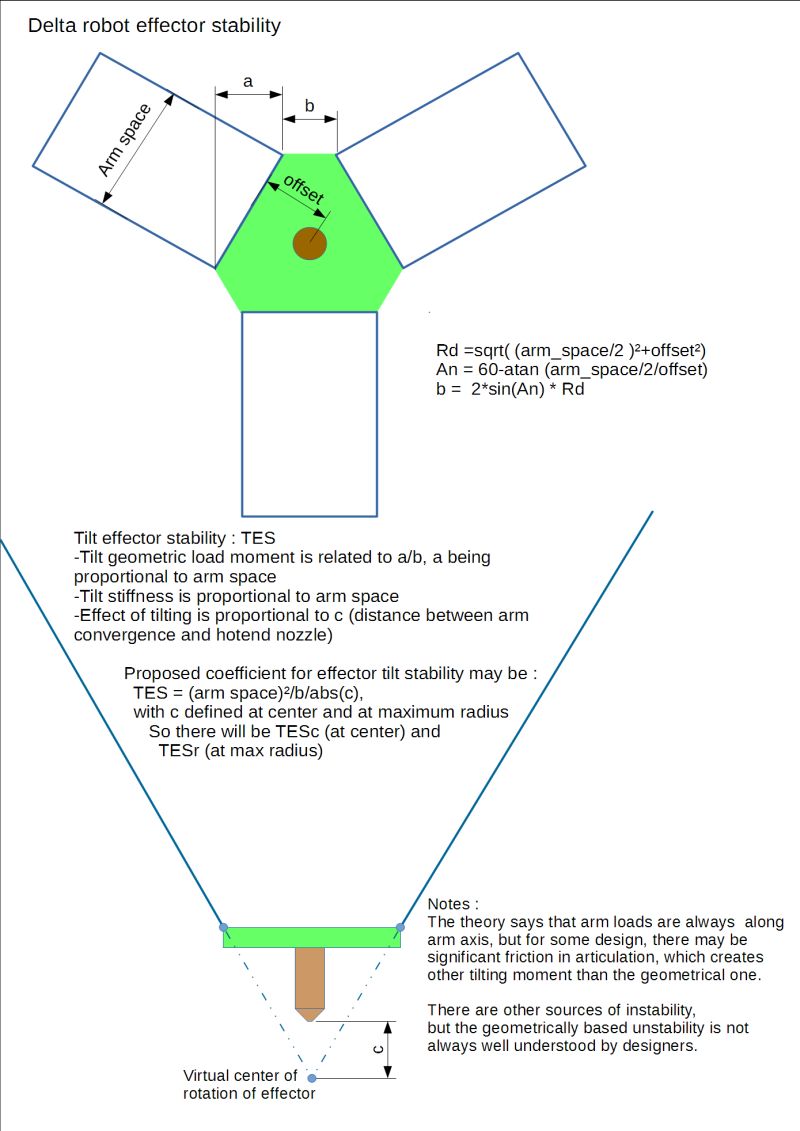 Delta robot effector stability
a
b
Arm space
offset
Rd =sqrt( (arm_space/2 )²+offset²)
An = 60-atan (arm_space/2/offset)
b =  2*sin(An) * Rd
Tilt effector stability : TES
-Tilt geometric load moment is related to a/b, a being
proportional to arm space
-Tilt stiffness is proportional to arm space
-Effect of tilting is proportional to c (distance between arm
convergence and hotend nozzle)
Proposed coefficient for effector tilt stability may be :
TES = (arm space)²/b/abs(c),
with c defined at center and at maximum radius
So there will be TESc (at center) and
TESr (at max radius)
Notes :
The theory says that arm loads are always  along
arm axis, but for some design, there may be
significant friction in articulation, which creates
other tilting moment than the geometrical one.
There are other sources of instability,
but the geometrically based unstability is not
always well understood by designers.
c
Virtual center of
rotation of effector